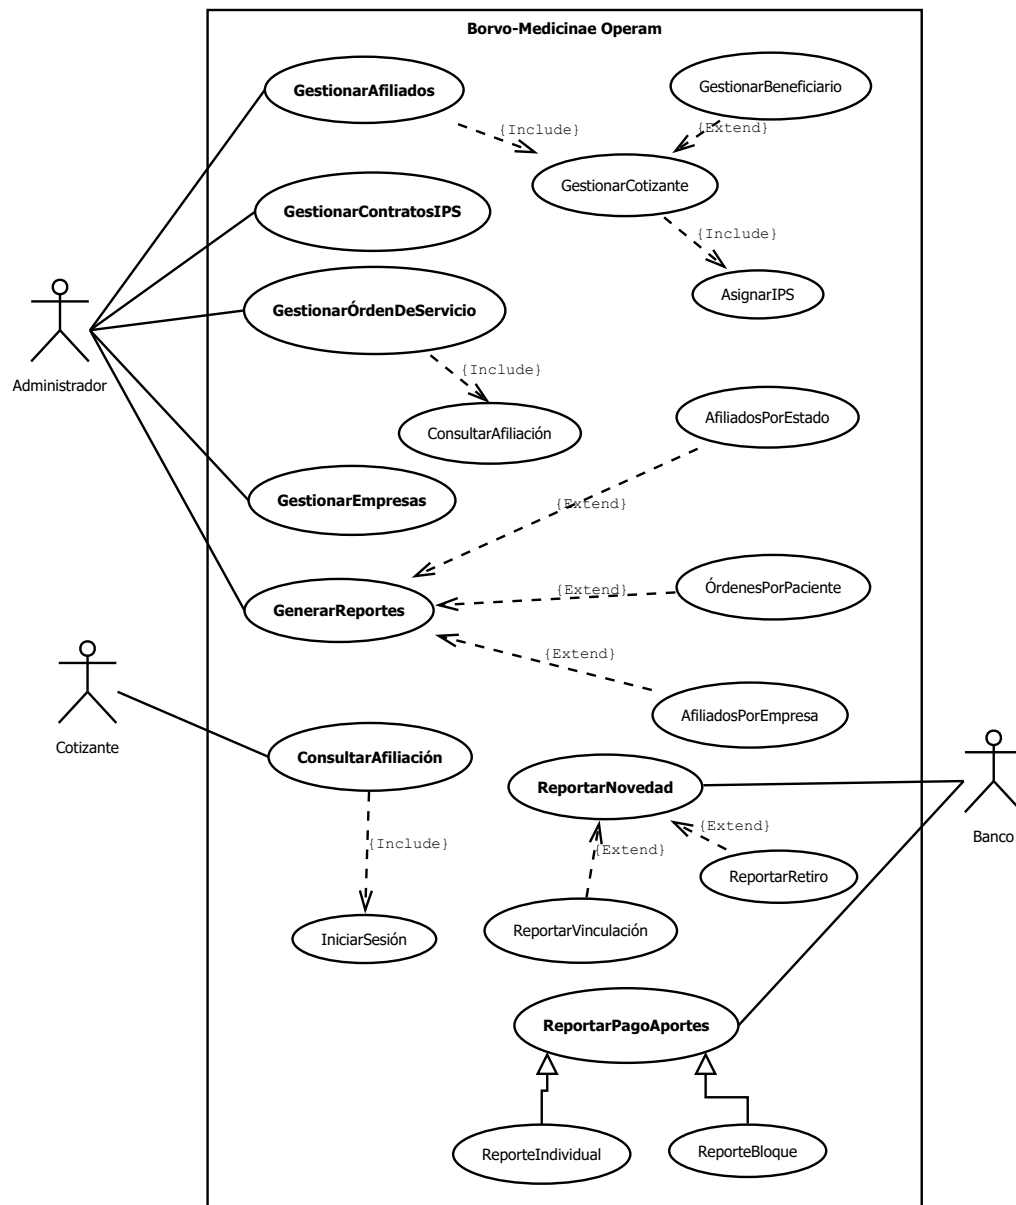 Borvo-Medicinae Operam
GestionarAfiliados
GestionarBeneficiario
{Include}
{Extend}
GestionarCotizante
GestionarContratosIPS
{Include}
AsignarIPS
GestionarÓrdenDeServicio
Administrador
{Include}
ConsultarAfiliación
AfiliadosPorEstado
GestionarEmpresas
{Extend}
GenerarReportes
{Extend}
ÓrdenesPorPaciente
{Extend}
AfiliadosPorEmpresa
Cotizante
ConsultarAfiliación
ReportarNovedad
Banco
{Include}
{Extend}
{Extend}
ReportarRetiro
ReportarVinculación
IniciarSesión
ReportarPagoAportes
ReporteIndividual
ReporteBloque